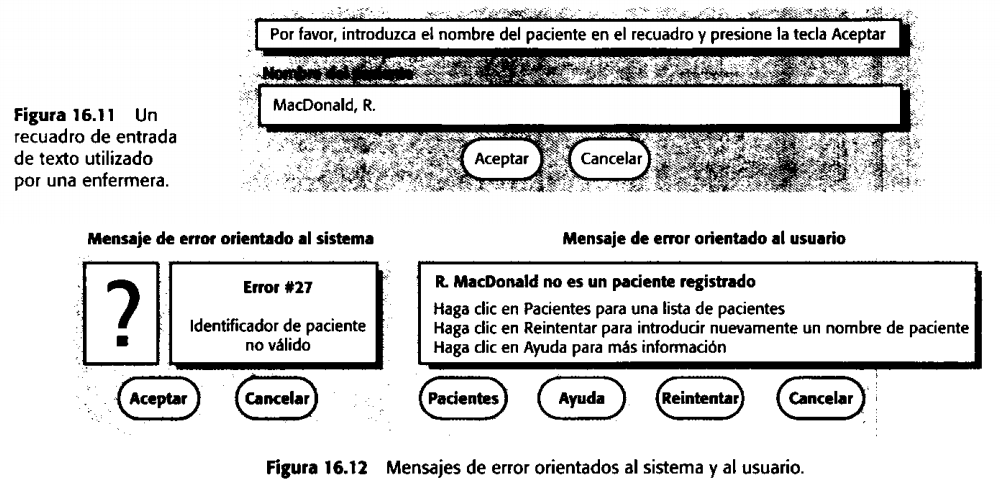 Por favor, introduzca el nombre del paciente en el recuadro y presione la tecla Aceptar
Nombre del paciente
MacDonald, R.
Aceptar
Cancelar
Figura 16.11 Un
recuadro de entrada
de texto utilizado
por una enfermera.
Mensaje de error orientado al sistema
?
Error #27
Identificador de paciente
no válido
Aceptar
Cancelar
Mensaje de error orientado al usuario
R. MacDonald no es un paciente registrado
Haga clic en Pacientes para una lista de pacientes
Haga clic en Reintentar para introducir nuevamente un nombre de paciente
Haga clic en Ayuda para más información
Pacientes
Ayuda
Reintentar
Cancelar
Figura 16.12 Mensajes de error orientados al sistema y al usuario.